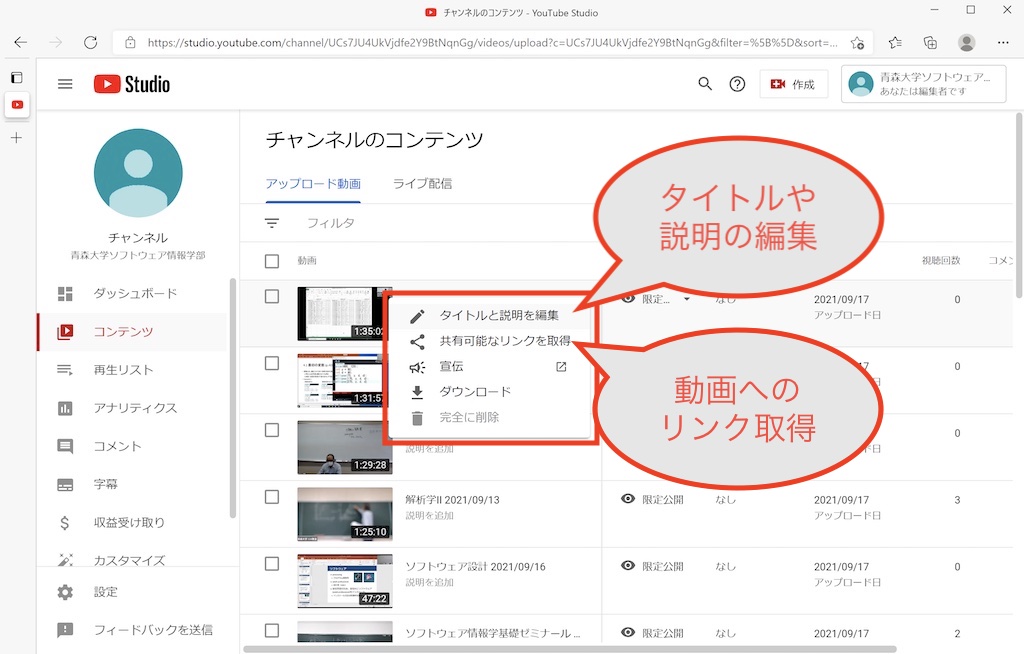 チャンネルのコンテンツ - YouTube Studio
https://studio.youtube.com/channel/UCs7JU4UkVjdfe2Y9BtNqnGg/videos/upload?c=UCs7JU4UkVjdfe2Y9BtNqnGg&filter=%5B%5D&sort=...
Studio
作成
青森大学ソフトウェア...
あなたは編集者です
チャンネル
青森大学ソフトウェア情報学部
ダッシュボード
コンテンツ
再生リスト
アナリティクス
コメント
字幕
収益受け取り
カスタマイズ
設定
フィードバックを送信
チャンネルのコンテンツ
アップロード動画
ライブ配信
フィルタ
動画
視聴回数
コメン
タイトルや
説明の編集
1:35:02
限定...
なし
2021/09/17
アップロード日
0
タイトルと説明を編集
共有可能なリンクを取得
宣伝
ダウンロード
完全に削除
動画への
リンク取得
1:31:57
0
1:29:28
説明を追加
0
1:25:10
解析学II 2021/09/13
説明を追加
限定公開
なし
2021/09/17
アップロード日
3
47:22
ソフトウェア設計 2021/09/16
説明を追加
限定公開
なし
2021/09/17
アップロード日
0
ソフトウェア情報学基礎ゼミナール ...
限定公開
なし
2021/09/17
2